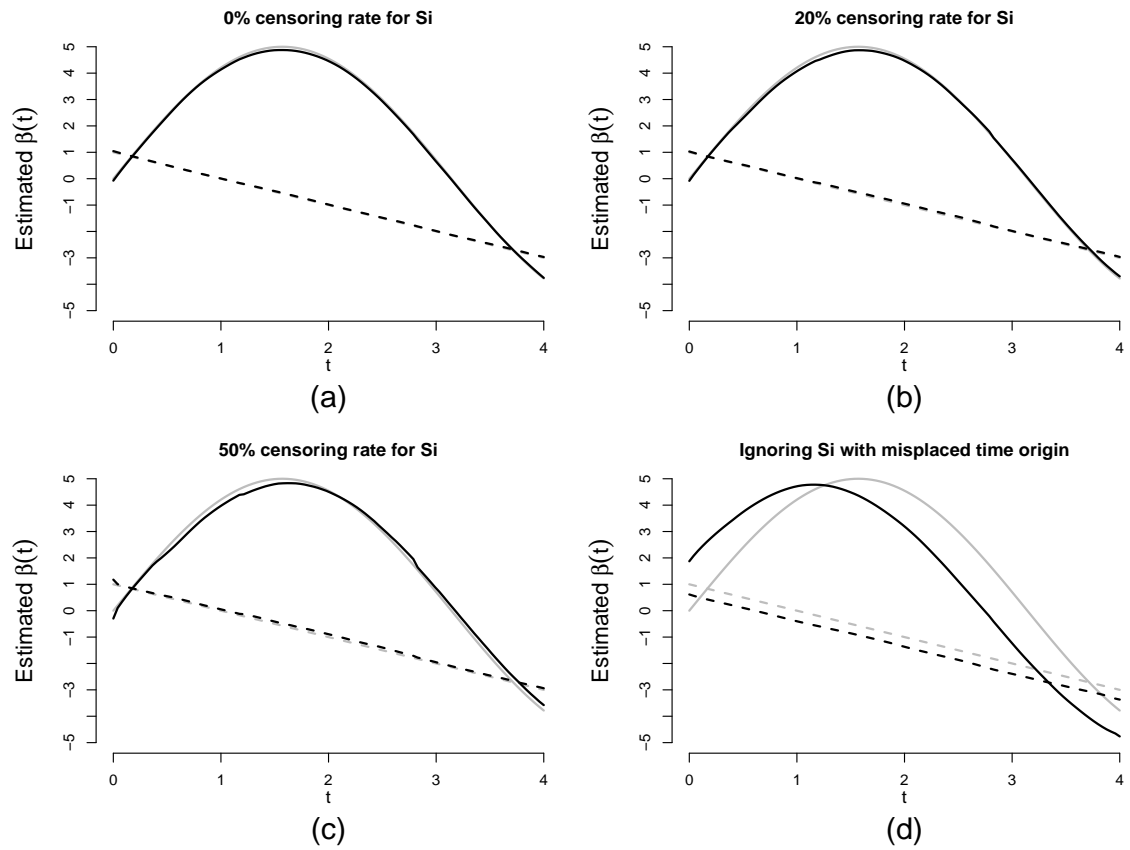 0% censoring rate for Si
Estimated β(t)
5
4
3
2
1
0
-1
-3
-5
0 1 2 3 4
t
(a)
20% censoring rate for Si
Estimated β(t)
5
4
3
2
1
0
-1
-3
-5
0 1 2 3 4
t
(b)
50% censoring rate for Si
Estimated β(t)
5
4
3
2
1
0
-1
-3
-5
0 1 2 3 4
t
(c)
Ignoring Si with misplaced time origin
Estimated β(t)
5
4
3
2
1
0
-1
-3
-5
0 1 2 3 4
t
(d)